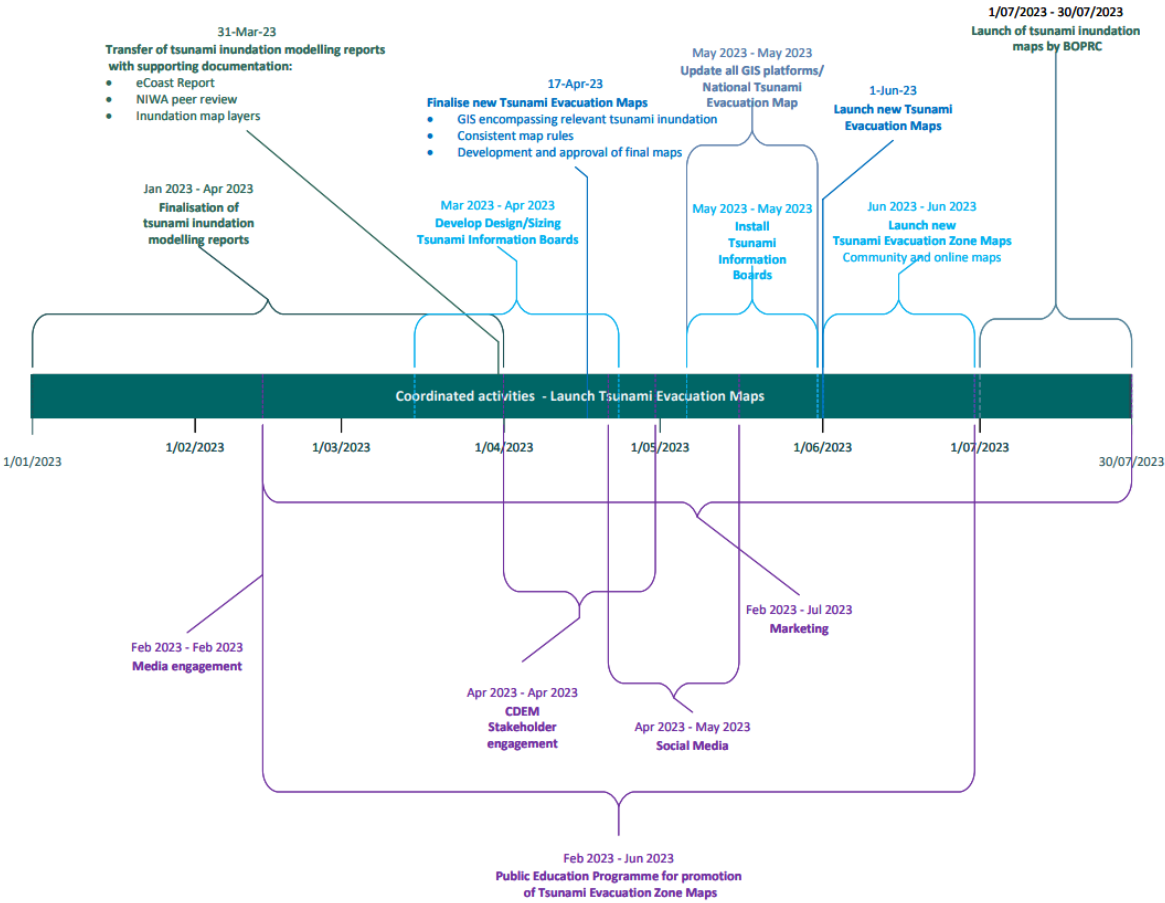 1/07/2023 - 30/07/2023
Launch of tsunami inundation
maps by BOPRC
31-Mar-23
Transfer of tsunami inundation modelling reports
with supporting documentation:
• eCoast Report
• NIWA peer review
• Inundation map layers
17-Apr-23
Finalise new Tsunami Evacuation Maps
• GIS encompassing relevant tsunami inundation
• Consistent map rules
• Development and approval of final maps
May 2023 - May 2023
Update all GIS platforms/
National Tsunami
Evacuation Map
1-Jun-23
Launch new Tsunami
Evacuation Maps
Jan 2023 - Apr 2023
Finalisation of
tsunami inundation
modelling reports
Mar 2023 - Apr 2023
Develop Design/Sizing
Tsunami Information Boards
May 2023 - May 2023
Install
Tsunami
Information
Boards
Jun 2023 - Jun 2023
Launch new
Tsunami Evacuation Zone Maps
Community and online maps
Coordinated activities - Launch Tsunami Evacuation Maps
1/01/2023
1/02/2023
1/03/2023
1/04/2023
1/05/2023
1/06/2023
1/07/2023
30/07/2023
Feb 2023 - Feb 2023
Media engagement
Apr 2023 - Apr 2023
CDEM
Stakeholder
engagement
Apr 2023 - May 2023
Social Media
Feb 2023 - Jul 2023
Marketing
Feb 2023 - Jun 2023
Public Education Programme for promotion
of Tsunami Evacuation Zone Maps